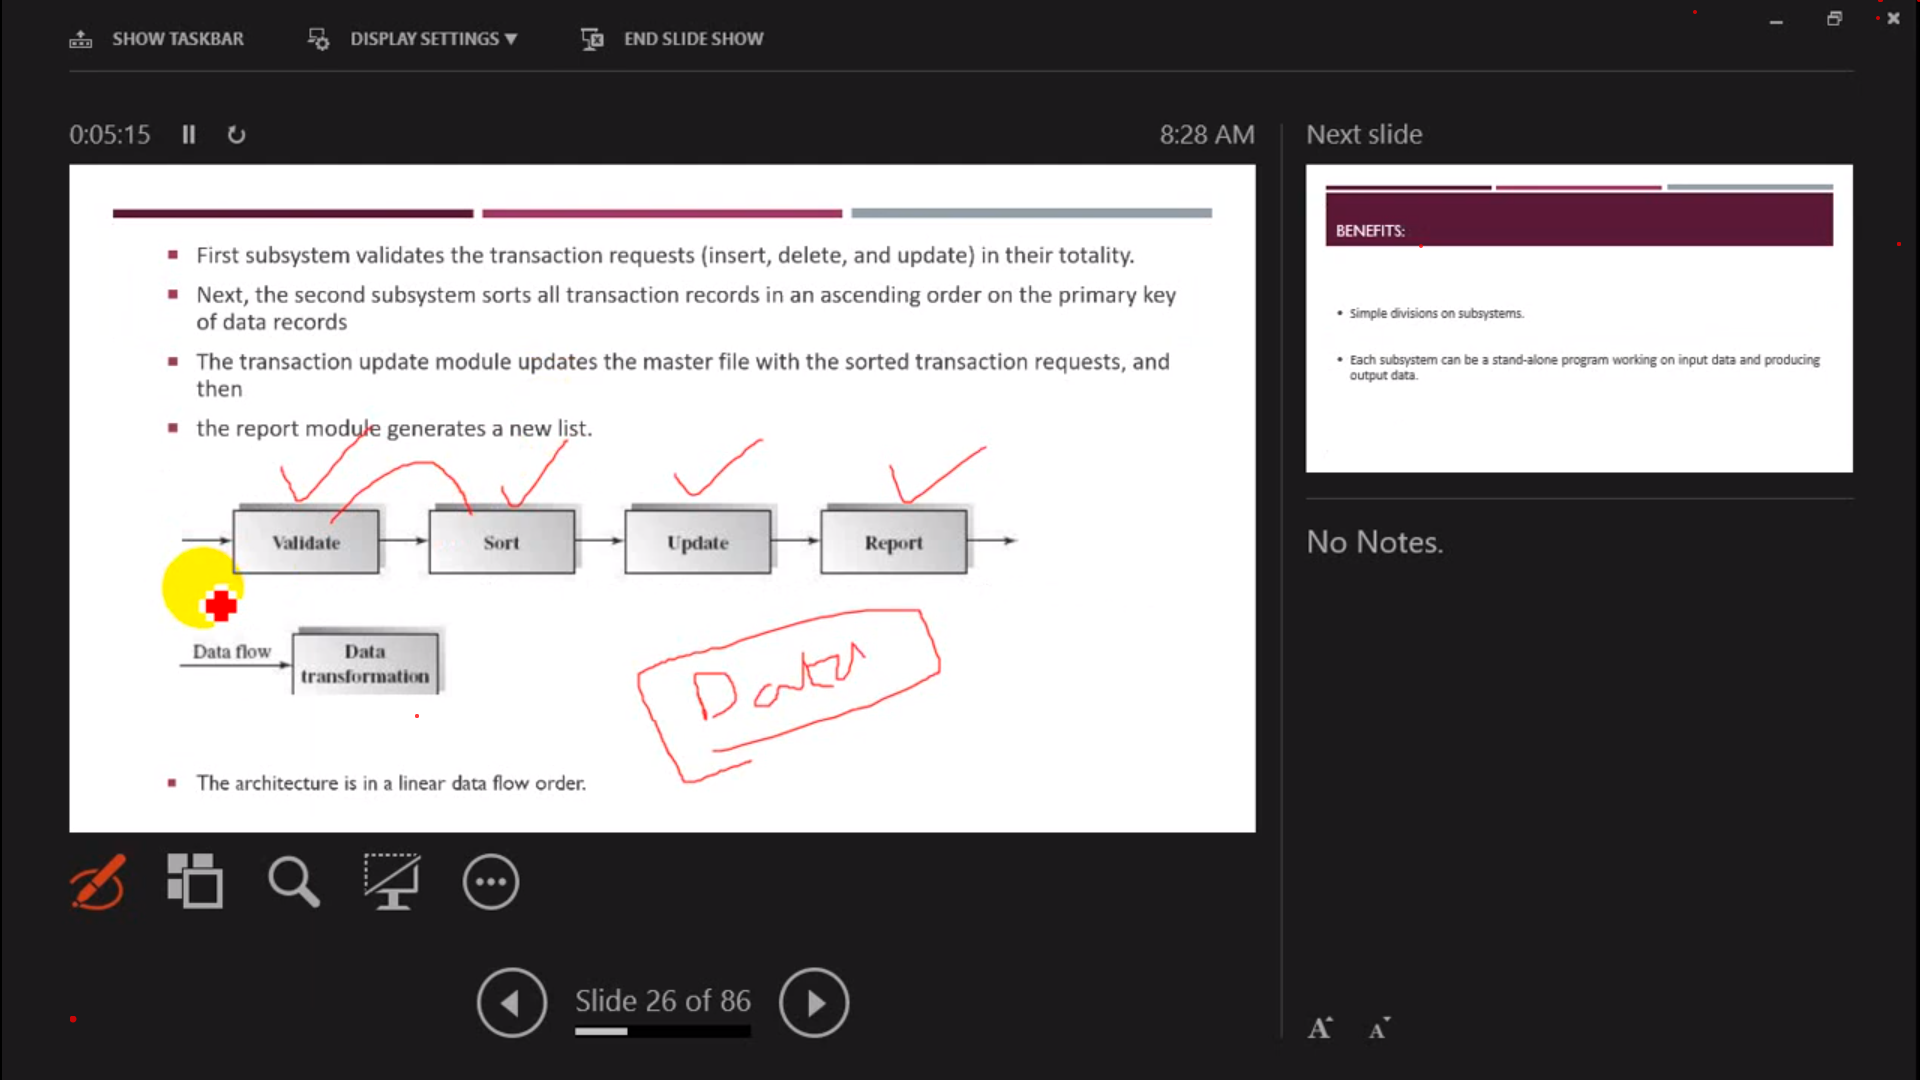 SHOW TASKBAR
DISPLAY SETTINGS ▼
END SLIDE SHOW
0:05:15
8:28 AM
Next slide
First subsystem validates the transaction requests (insert, delete, and update) in their totality.
Next, the second subsystem sorts all transaction records in an ascending order on the primary key
of data records
The transaction update module updates the master file with the sorted transaction requests, and
then
the report module generates a new list.
Validate
Sort
Update
Report
Data flow
Data
transformation
Data
The architecture is in a linear data flow order.
BENEFITS:
• Simple divisions on subsystems.
• Each subsystem can be a stand-alone program working on input data and producing
output data.
No Notes.
Slide 26 of 86
A A